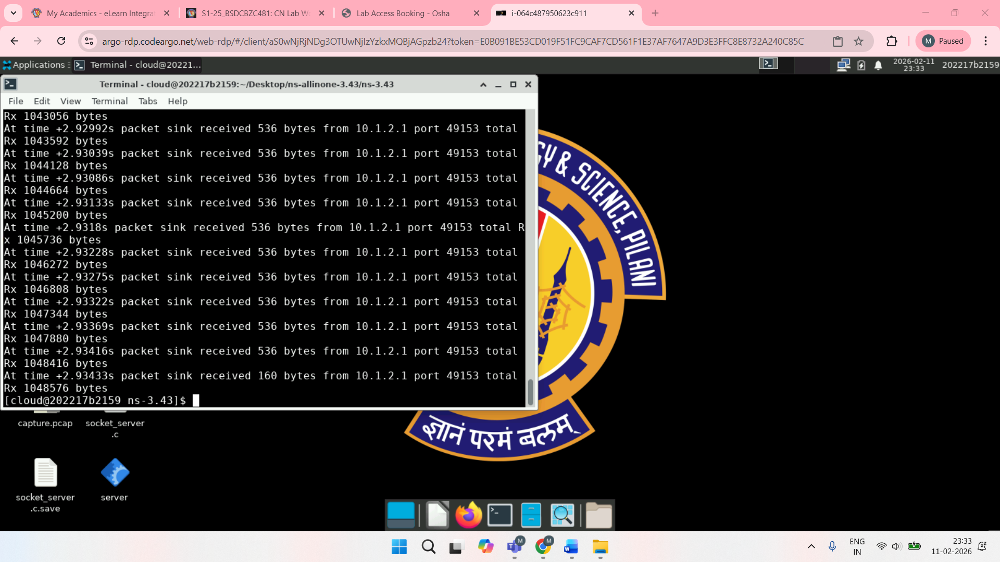 My Academics - eLearn Integrat
S1-25_BSDCBZC481: CN Lab Wo
Lab Access Booking - Osha
i-064c487950623c911
argo-rdp.codeargo.net/web-rdp/#/client/aS0wNjRjNDg3OTUwNjIzYzkxMQBjAGpzb24?token=E0B091BE53CD019F51FC9CAF7CD561F1E37AF7647A9D3E3FFC8E8732A240C85C
M Paused
Applications
Terminal - cloud@20221...
2026-02-11
23:33
202217b2159
Terminal - cloud@202217b2159:~/Desktop/ns-allinone-3.43/ns-3.43
File Edit View Terminal Tabs Help
Rx 1043056 bytes
At time +2.92992s packet sink received 536 bytes from 10.1.2.1 port 49153 total
Rx 1043592 bytes
At time +2.93039s packet sink received 536 bytes from 10.1.2.1 port 49153 total
Rx 1044128 bytes
At time +2.93086s packet sink received 536 bytes from 10.1.2.1 port 49153 total
Rx 1044664 bytes
At time +2.93133s packet sink received 536 bytes from 10.1.2.1 port 49153 total
Rx 1045200 bytes
At time +2.9318s packet sink received 536 bytes from 10.1.2.1 port 49153 total R
x 1045736 bytes
At time +2.93228s packet sink received 536 bytes from 10.1.2.1 port 49153 total
Rx 1046272 bytes
At time +2.93275s packet sink received 536 bytes from 10.1.2.1 port 49153 total
Rx 1046808 bytes
At time +2.93322s packet sink received 536 bytes from 10.1.2.1 port 49153 total
Rx 1047344 bytes
At time +2.93369s packet sink received 536 bytes from 10.1.2.1 port 49153 total
Rx 1047880 bytes
At time +2.93416s packet sink received 536 bytes from 10.1.2.1 port 49153 total
Rx 1048416 bytes
At time +2.93433s packet sink received 160 bytes from 10.1.2.1 port 49153 total
Rx 1048576 bytes
[cloud@202217b2159 ns-3.43]$
GY & SCIENCE, PILANI
ज्ञानं परमं बलम्
capture.pcap
socket_server
.c
socket_server
.c.save
server
M
M
ENG
IN
23:33
11-02-2026